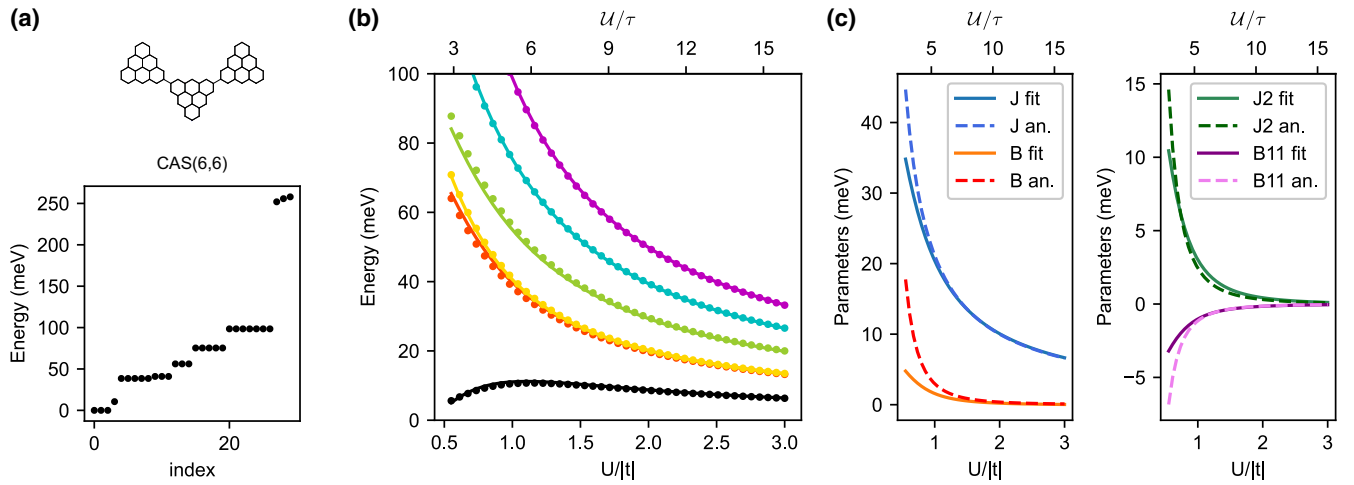 (a)
CAS(6,6)
Energy (meV)
250
200
150
100
50
0
0 20
index
(b)
𝒰/τ
3 6 9 12 15
Energy (meV)
100
80
60
40
20
0
0.5 1.0 1.5 2.0 2.5 3.0
U/|t|
(c)
𝒰/τ
5 10 15
Parameters (meV)
40
30
20
10
0
J fit
J an.
B fit
B an.
1 2 3
U/|t|
𝒰/τ
5 10 15
Parameters (meV)
15
10
5
0
−5
J2 fit
J2 an.
B11 fit
B11 an.
1 2 3
U/|t|